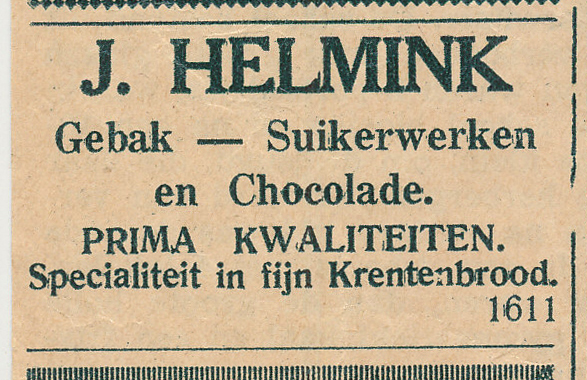 J. HELMINK
Gebak — Suikerwerken
en Chocolade.
PRIMA KWALITEITEN.
Specialiteit in fijn Krentenbrood.
1611